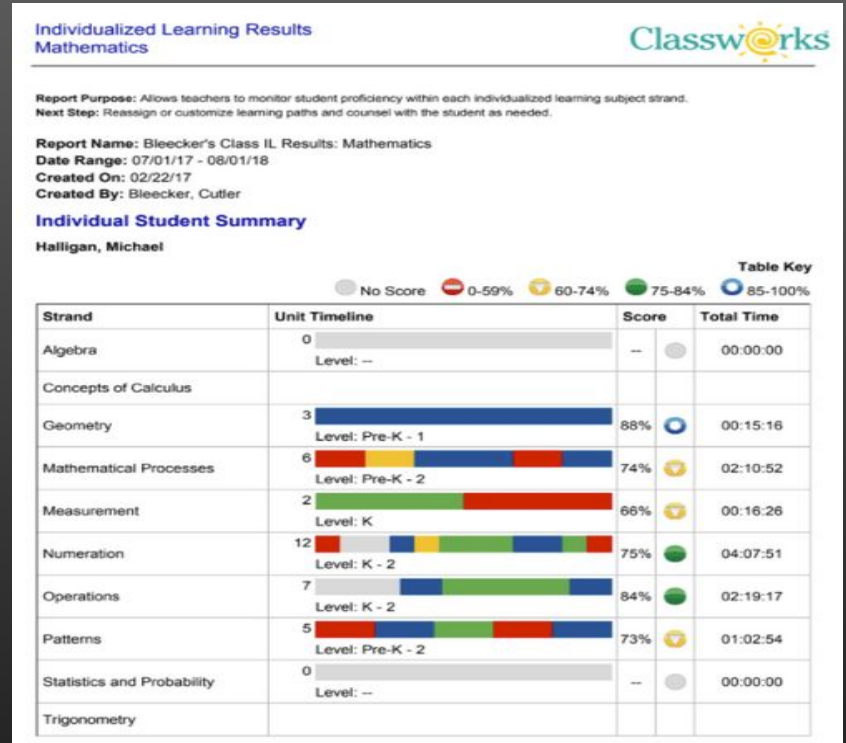 Individualized Learning Results
Mathematics
Classworks
Report Purpose: Allows teachers to monitor student proficiency within each individualized learning subject strand.
Next Step: Reassign or customize learning paths and counsel with the student as needed.
Report Name: Bleecker's Class IL Results: Mathematics
Date Range: 07/01/17 - 08/01/18
Created On: 02/22/17
Created By: Bleecker, Cutler
Individual Student Summary
Halligan, Michael
Table Key
No Score 0-59% 60-74% 75-84% 85-100%
Strand Unit Timeline Score Total Time
Algebra 0 Level: -- -- 00:00:00
Concepts of Calculus
Geometry 3 Level: Pre-K - 1 88% 00:15:16
Mathematical Processes 6 Level: Pre-K - 2 74% 02:10:52
Measurement 2 Level: K 66% 00:16:26
Numeration 12 Level: K - 2 75% 04:07:51
Operations 7 Level: K - 2 84% 02:19:17
Patterns 5 Level: Pre-K - 2 73% 01:02:54
Statistics and Probability 0 Level: -- -- 00:00:00
Trigonometry